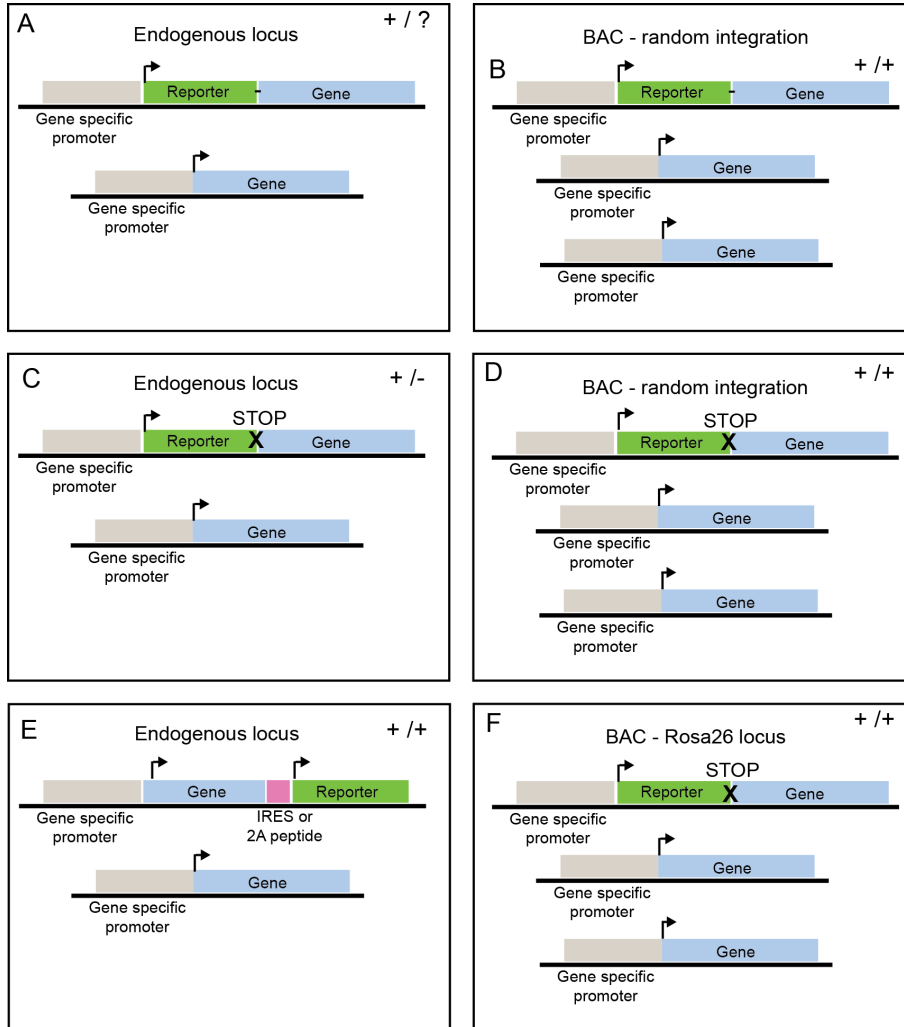 A
+ / ?
Endogenous locus
Reporter
Gene
Gene specific
promoter
Gene
Gene specific
promoter
BAC - random integration
B
+ /+
Reporter
Gene
Gene specific
promoter
Gene
Gene specific
promoter
Gene
Gene specific
promoter
C
+ /-
Endogenous locus
STOP
Reporter
X
Gene
Gene specific
promoter
Gene
Gene specific
promoter
D
+ /+
BAC - random integration
STOP
Reporter
X
Gene
Gene specific
promoter
Gene
Gene specific
promoter
Gene
Gene specific
promoter
E
+ /+
Endogenous locus
Gene
Reporter
Gene specific
promoter
IRES or
2A peptide
Gene
Gene specific
promoter
F
+ /+
BAC - Rosa26 locus
STOP
Reporter
X
Gene
Gene specific
promoter
Gene
Gene specific
promoter
Gene
Gene specific
promoter